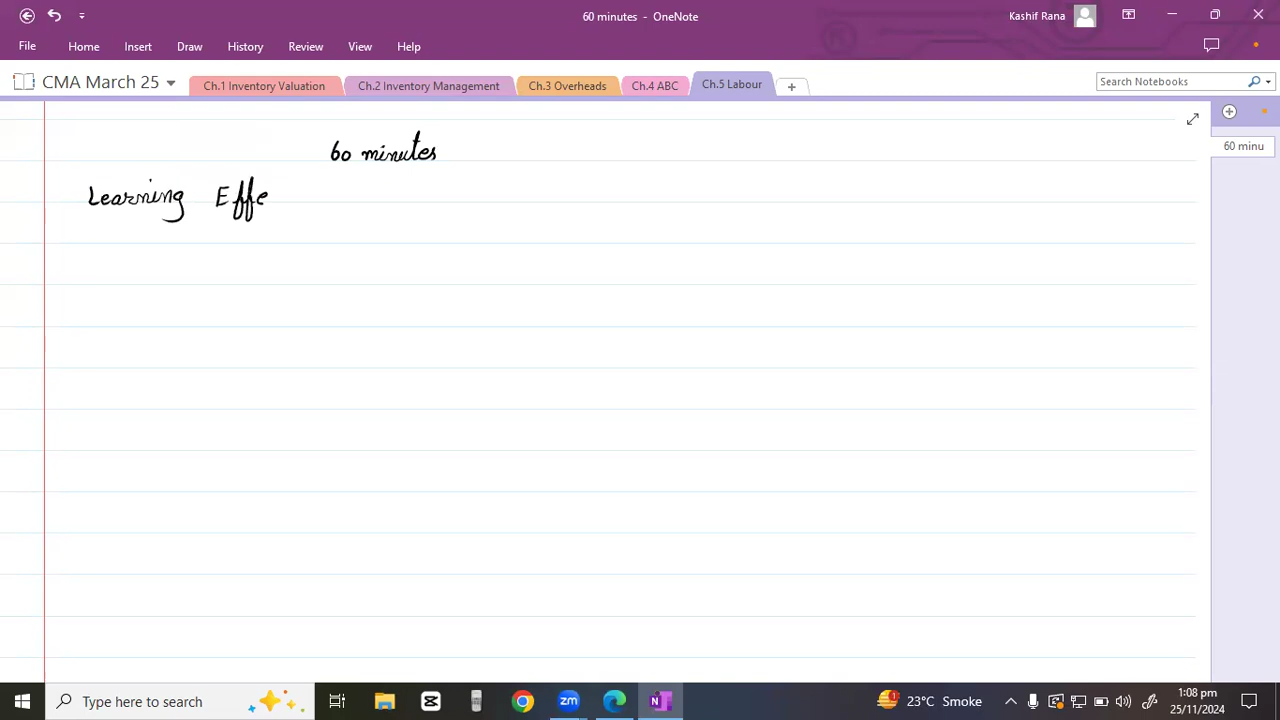 60 minutes - OneNote
Kashif Rana
File Home Insert Draw History Review View Help
CMA March 25
Ch.1 Inventory Valuation
Ch.2 Inventory Management
Ch.3 Overheads
Ch.4 ABC
Ch.5 Labour
Search Notebooks
60 minu
60 minutes
Learning Effe
Type here to search
zm
N
1
23°C Smoke
1:08 pm
25/11/2024